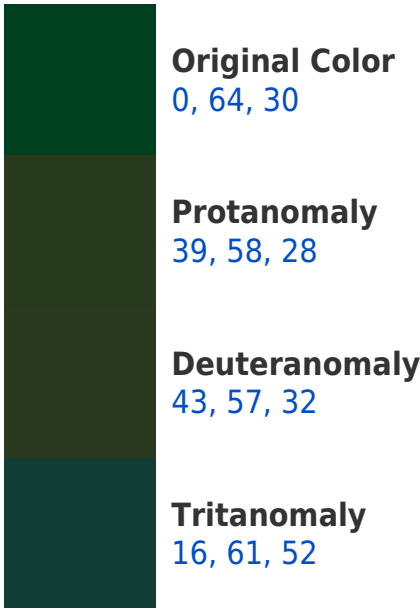 Original Color
0, 64, 30
Protanomaly
39, 58, 28
Deuteranomaly
43, 57, 32
Tritanomaly
16, 61, 52